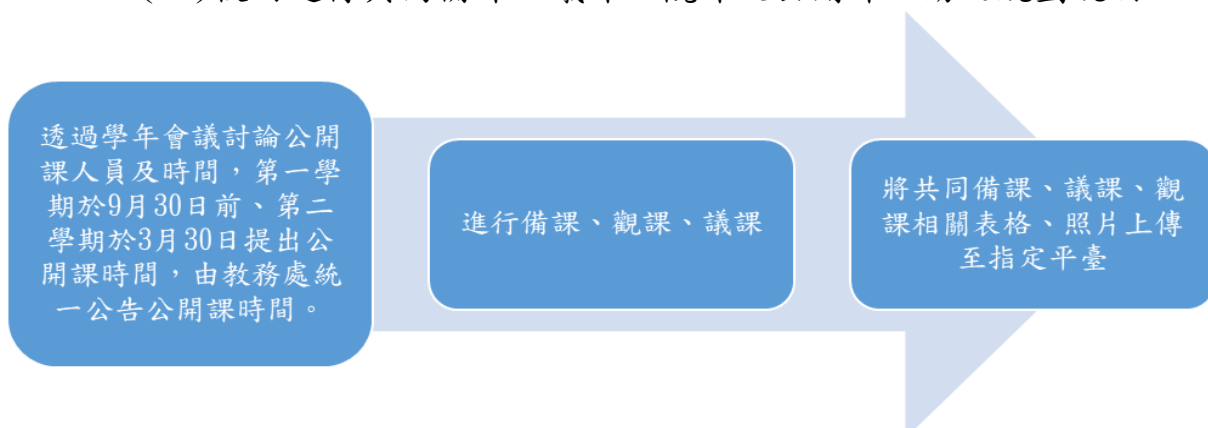 透過學年會議討論公開
課人員及時間，第一學
期於9月30日前、第二
學期於3月30日提出公
開課時間，由教務處統
一公告公開課時間。
進行備課、觀課、議課
將共同備課、議課、觀
課相關表格、照片上傳
至指定平臺